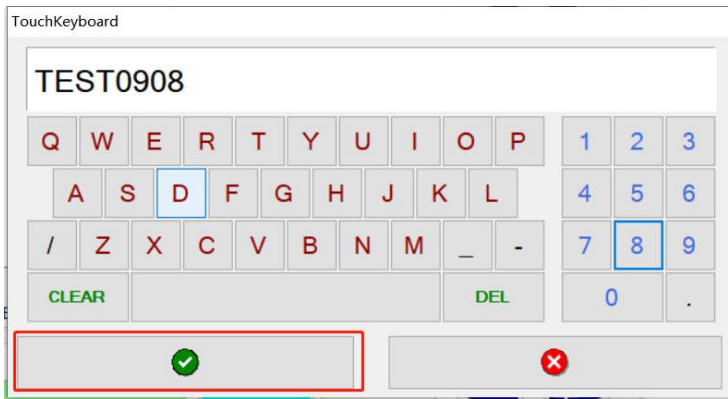 TouchKeyboard
TEST0908
Q W E R T Y U I O P 1 2 3
A S D F G H J K L 4 5 6
/ Z X C V B N M _ - 7 8 9
CLEAR DEL 0 .